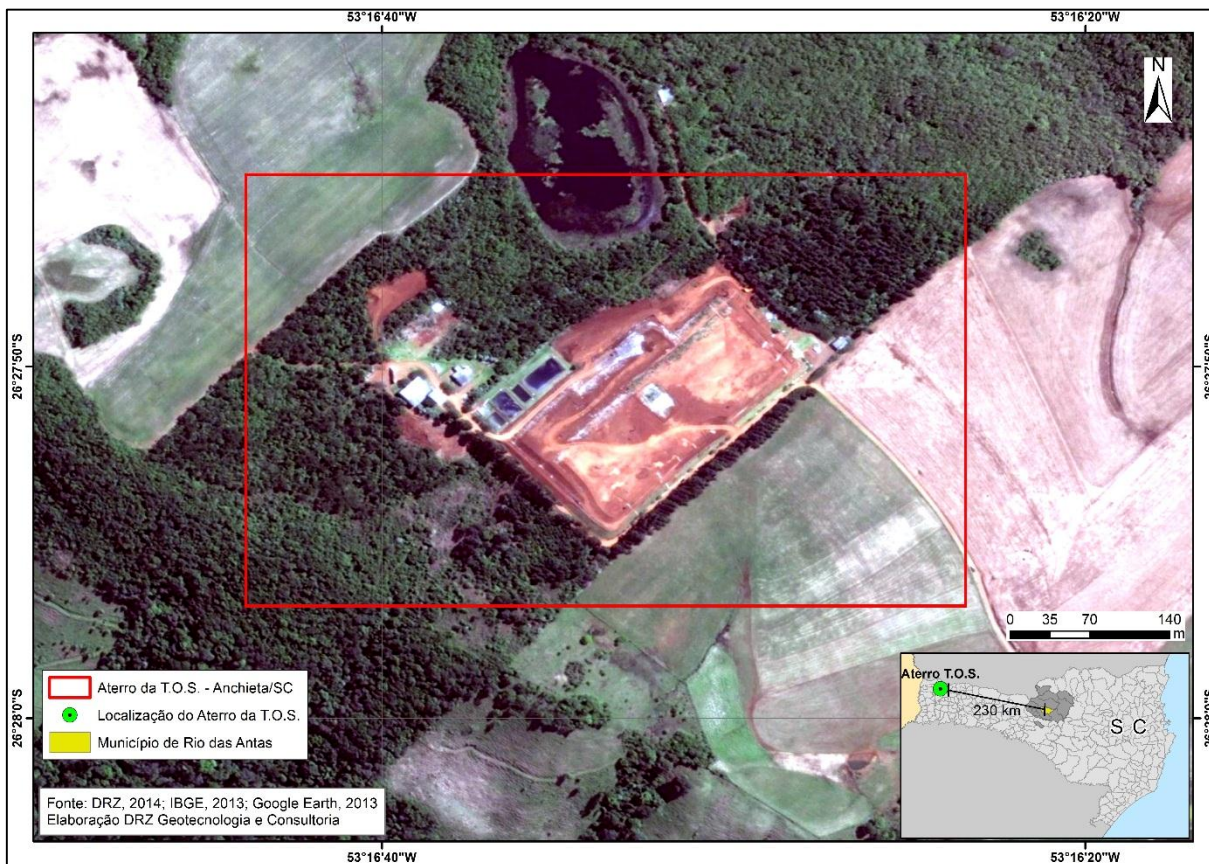 53°16'40"W
53°16'20"W
N
26°27'50"S
26°27'50"S
0 35 70 140
m
Aterro da T.O.S. - Anchieta/SC
Localização do Aterro da T.O.S.
Município de Rio das Antas
Aterro T.O.S.
230 km
S C
26°28'0"S
26°28'0"S
Fonte: DRZ, 2014; IBGE, 2013; Google Earth, 2013
Elaboração DRZ Geotecnologia e Consultoria
53°16'40"W
53°16'20"W